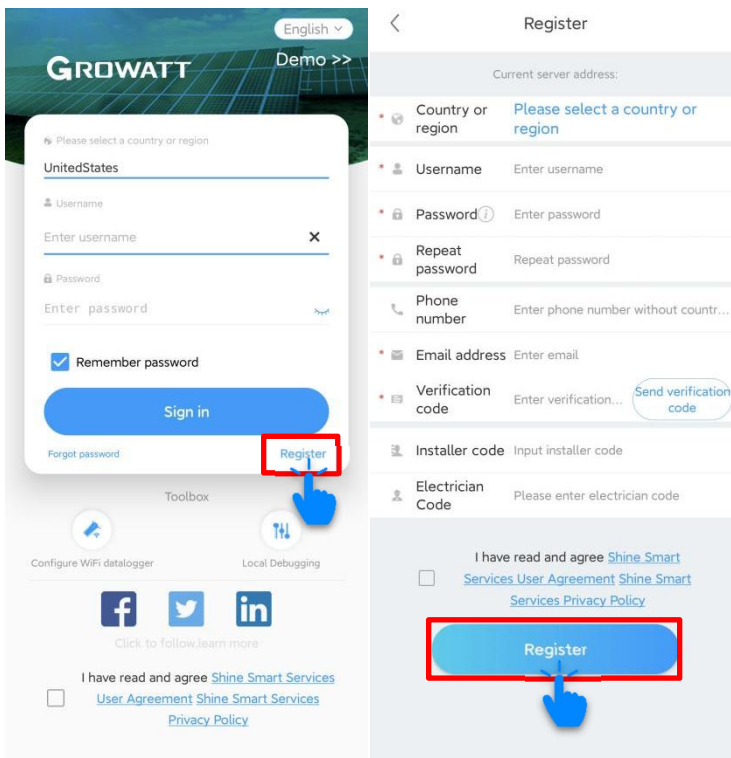 English
Demo >>
GROWATT
Please select a country or region
UnitedStates
Username
Enter username
Password
Enter password
Remember password
Sign in
Forgot password
Register
Toolbox
Configure WiFi datalogger
Local Debugging
Click to follow,learn more
I have read and agree Shine Smart Services
User Agreement Shine Smart Services
Privacy Policy
Register
Current server address:
Country or
region
Please select a country or
region
Username
Enter username
Password
Enter password
Repeat
password
Repeat password
Phone
number
Enter phone number without countr...
Email address
Enter email
Verification
code
Enter verification...
Send verification
code
Installer code
Input installer code
Electrician
Code
Please enter electrician code
I have read and agree Shine Smart
Services User Agreement Shine Smart
Services Privacy Policy
Register